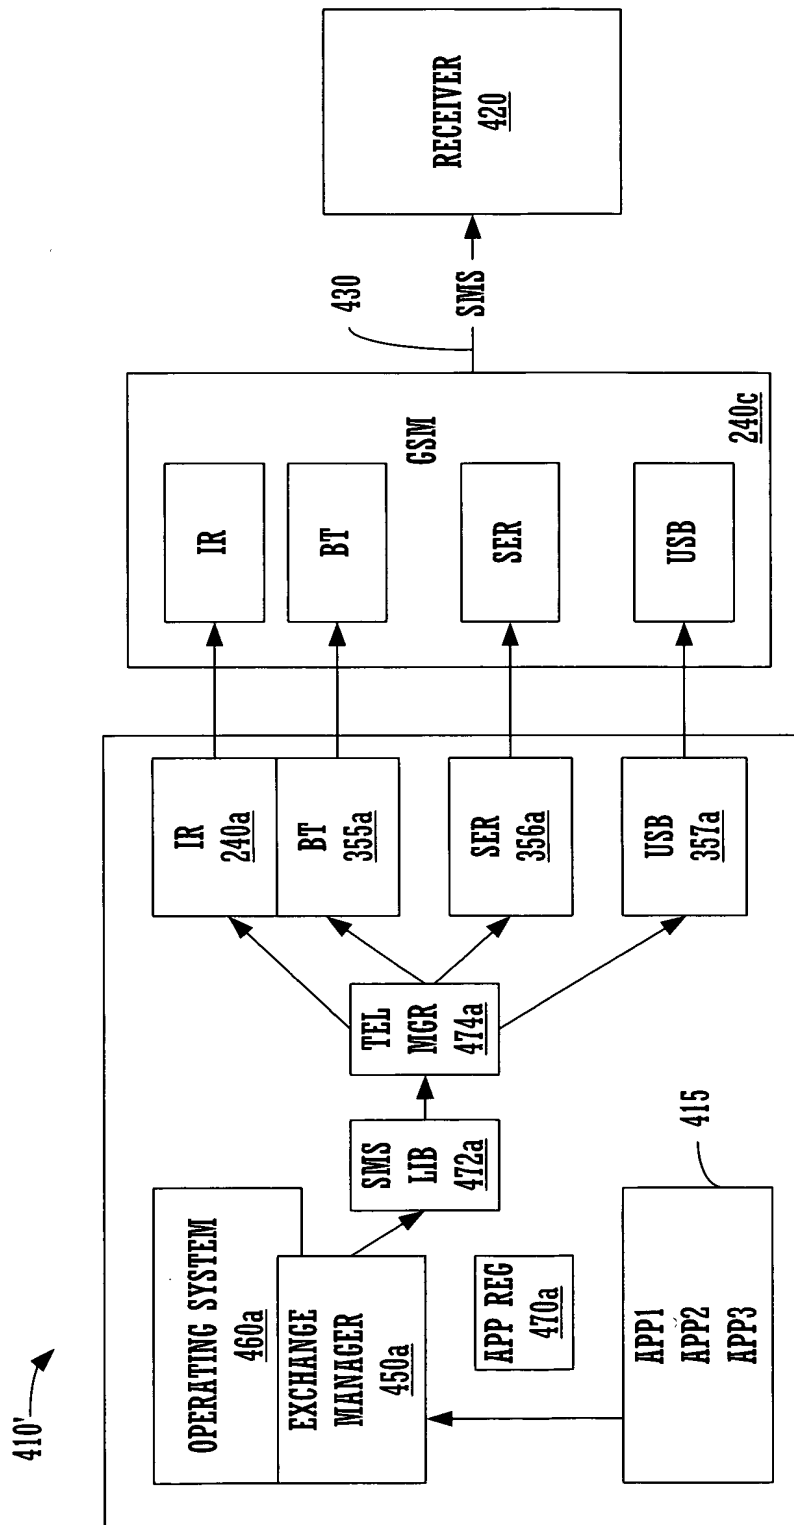 410'
OPERATING SYSTEM
460a
EXCHANGE
MANAGER
450a
APP REG
470a
APP1
APP2
APP3
415
SMS
LIB
472a
TEL
MGR
474a
IR
240a
BT
355a
SER
356a
USB
357a
IR
BT
SER
USB
GSM
240c
430
SMS
RECEIVER
420